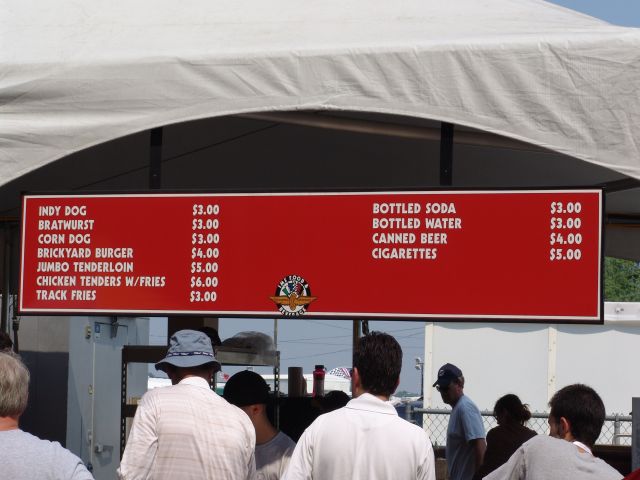 INDY DOG $3.00
BRATWURST $3.00
CORN DOG $3.00
BRICKYARD BURGER $4.00
JUMBO TENDERLOIN $5.00
CHICKEN TENDERS W/FRIES $6.00
TRACK FRIES $3.00
BOTTLED SODA $3.00
BOTTLED WATER $3.00
CANNED BEER $4.00
CIGARETTES $5.00